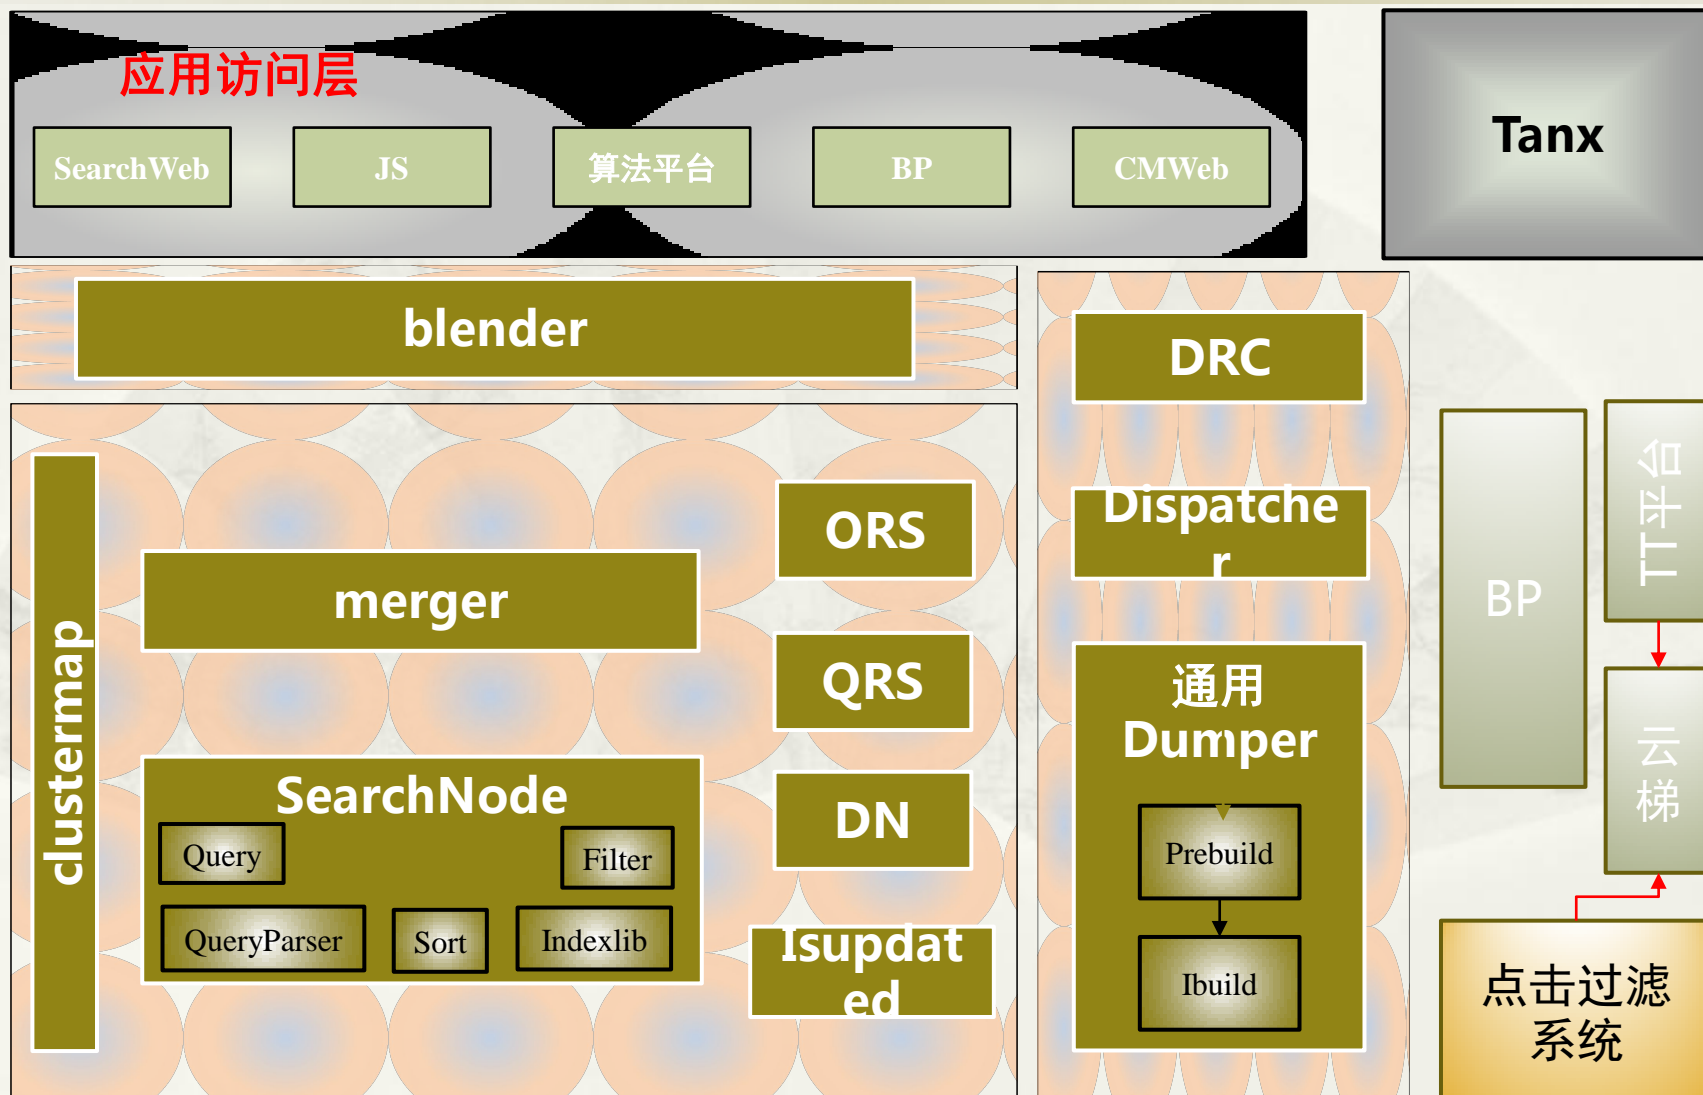 应用访问层
SearchWeb
JS
算法平台
BP
CMWeb
Tanx
blender
clustermap
merger
SearchNode
Query
Filter
QueryParser
Sort
Indexlib
ORS
QRS
DN
Isupdat
ed
DRC
Dispatche
r
通用
Dumper
Prebuild
Ibuild
BP
TT平台
云
梯
点击过滤
系统